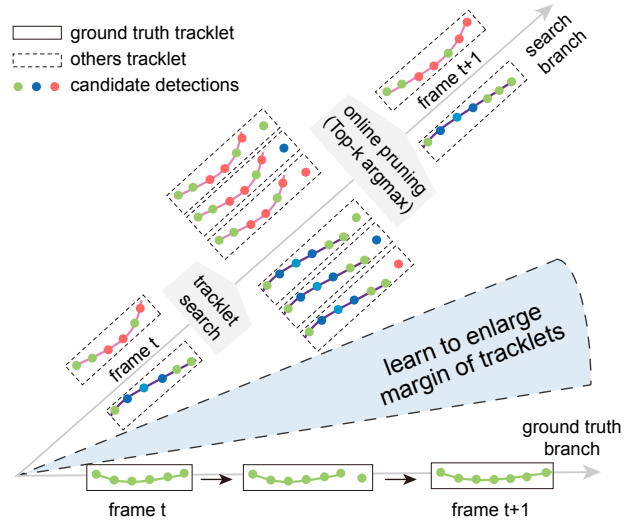 ground truth tracklet
others tracklet
candidate detections
search
branch
frame t+1
online pruning
(Top-k argmax)
tracklet
search
frame t
learn to enlarge
margin of tracklets
ground truth
branch
frame t
frame t+1